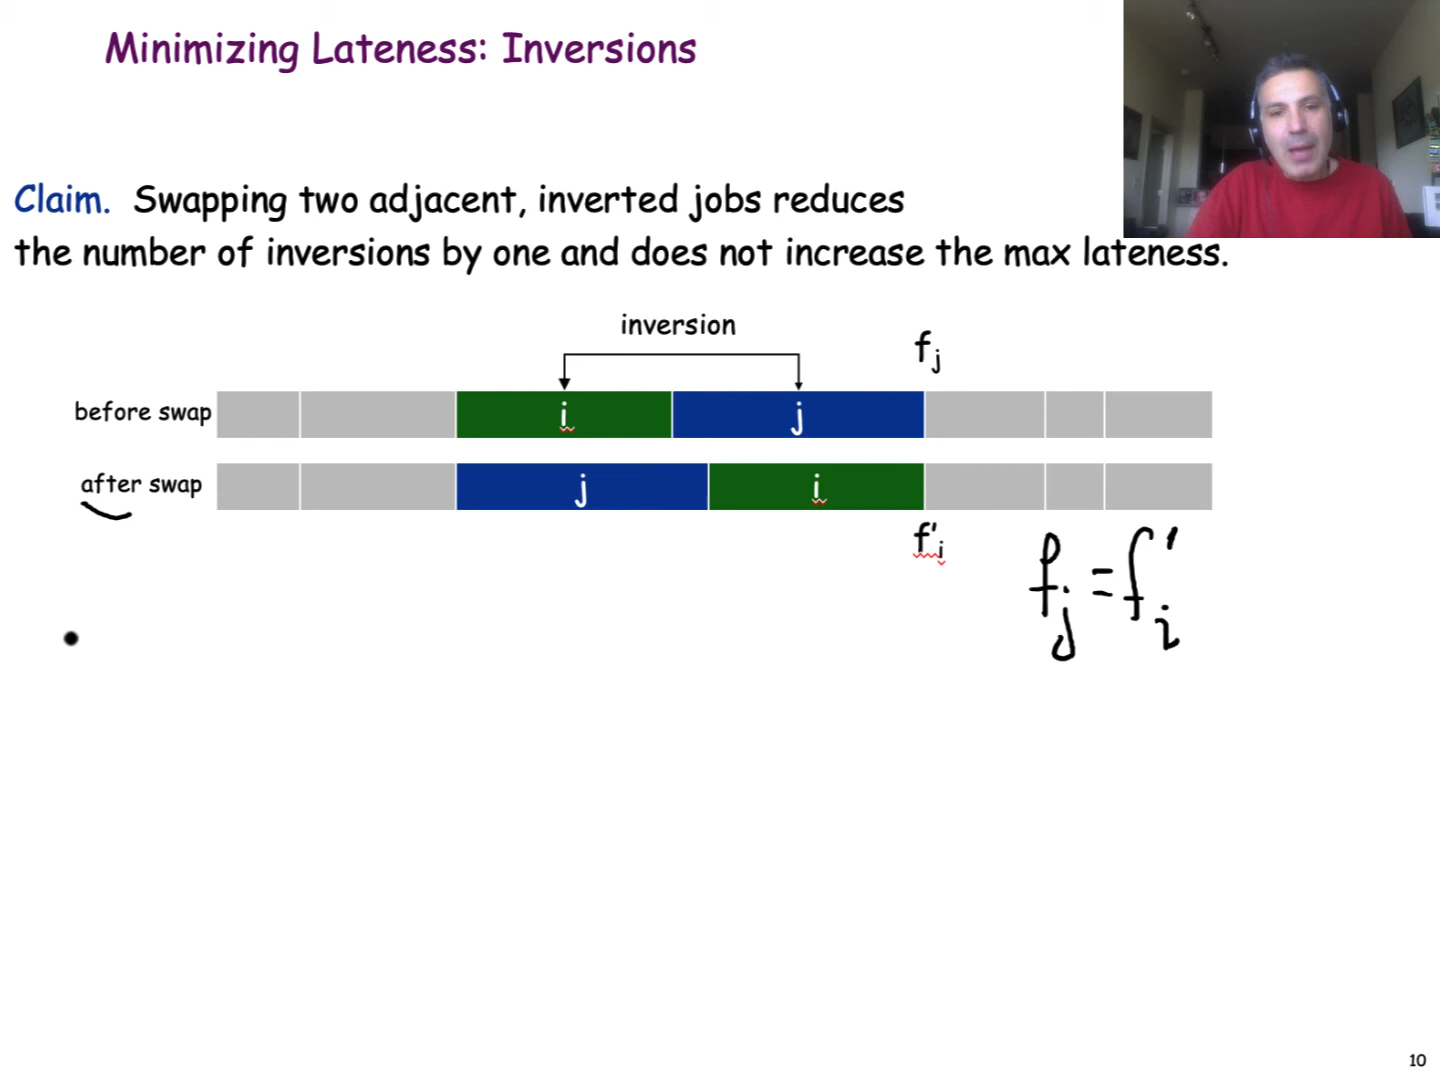 Minimizing Lateness: Inversions
Claim. Swapping two adjacent, inverted jobs reduces
the number of inversions by one and does not increase the max lateness.
inversion
fj
before swap i j
after swap j i
f'i
fj = f'i
10